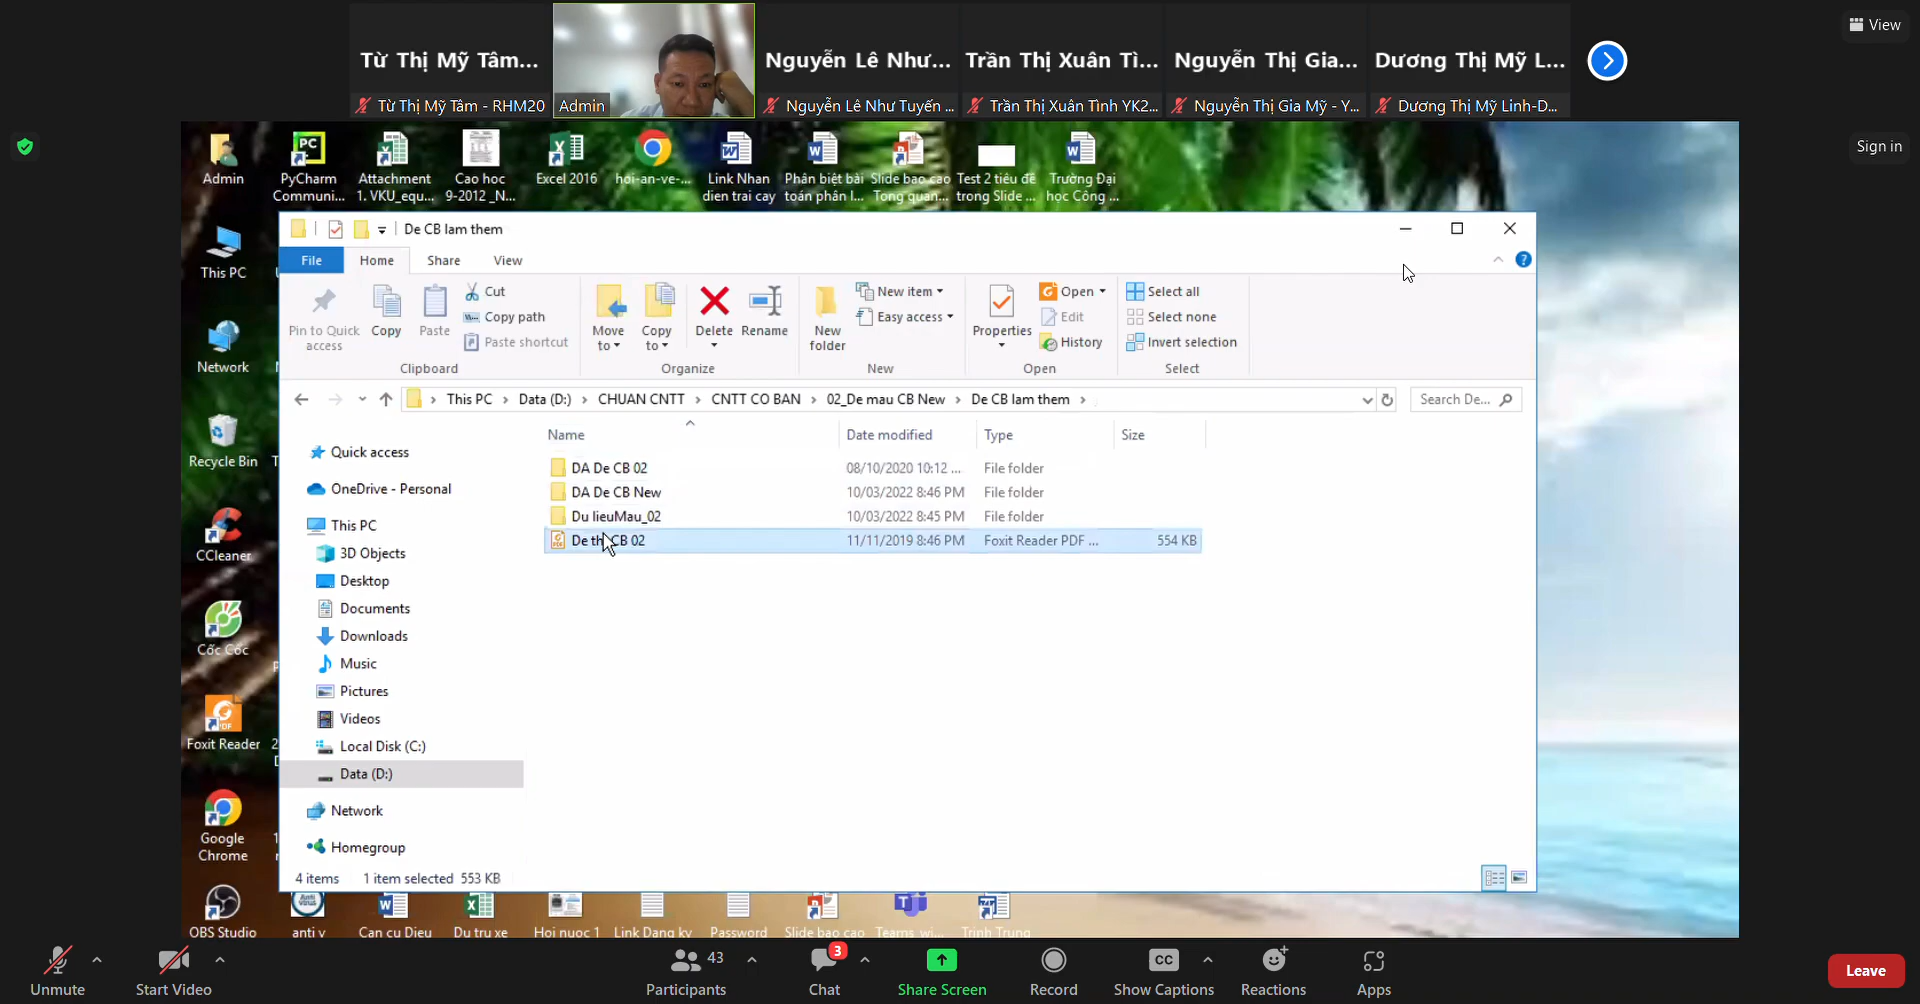 Từ Thị Mỹ Tâm...
Nguyễn Lê Như...
Trần Thị Xuân Tì...
Nguyễn Thị Gia...
Dương Thị Mỹ L...
View
Từ Thị Mỹ Tâm - RHM20
Admin
Nguyễn Lê Như Tuyến ...
Trần Thị Xuân Tình YK2...
Nguyễn Thị Gia Mỹ - Y...
Dương Thị Mỹ Linh-D...
Sign in
Admin
PyCharm
Communi...
Attachment
1. VKU_equ...
Cao hoc
9-2012 _N...
Excel 2016
hoi-an-ve-...
Link Nhan
dien trai cay
Phân biệt bài
toán phân l...
Slide bao cao
Tong quan...
Test 2 tiêu đề
trong Slide ...
Trường Đại
học Công ...
De CB lam them
File
Home
Share
View
Pin to Quick
access
Copy
Paste
Cut
Copy path
Paste shortcut
Clipboard
Move
to
Copy
to
Delete
Rename
Organize
New
folder
New item
Easy access
New
Properties
Open
Edit
History
Open
Select all
Select none
Invert selection
Select
This PC
Data (D:)
CHUAN CNTT
CNTT CO BAN
02_De mau CB New
De CB lam them
Search De...
Name
Date modified
Type
Size
DA De CB 02 08/10/2020 10:12 ... File folder
DA De CB New 10/03/2022 8:46 PM File folder
Du lieuMau_02 10/03/2022 8:45 PM File folder
De th CB 02 11/11/2019 8:46 PM Foxit Reader PDF ... 554 KB
Quick access
OneDrive - Personal
This PC
3D Objects
Desktop
Documents
Downloads
Music
Pictures
Videos
Local Disk (C:)
Data (D:)
Network
Homegroup
4 items 1 item selected 553 KB
This PC
Network
Recycle Bin
CCleaner
Cốc Cốc
Foxit Reader
Google
Chrome
OBS Studio
anti v
Can cu Dieu
Du tru xe
Hoi nuoc 1
Link Dang ky
Password
Slide bao cao
Teams_wi...
Trinh Trung
Unmute
Start Video
43
Participants
3
Chat
Share Screen
Record
CC
Show Captions
Reactions
Apps
Leave